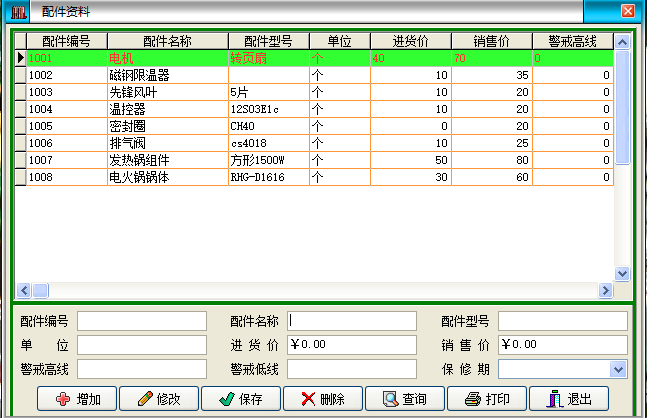 配件资料
配件编号 配件名称 配件型号 单位 进货价 销售价 警戒高线
1001 电机 转页扇 个 40 70 0
1002 磁钢限温器 个 10 35 0
1003 先锋风叶 5片 个 10 20 0
1004 温控器 12S03E1c 个 10 20 0
1005 密封圈 CH40 个 0 20 0
1006 排气阀 cs4018 个 10 25 0
1007 发热锅组件 方形1500W 个 50 80 0
1008 电火锅锅体 RHG-D1616 个 30 60 0
配件编号 配件名称 配件型号
单 位 进 货 价 ￥0.00 销 售 价 ￥0.00
警戒高线 警戒低线 保 修 期
增加 修改 保存 删除 查询 打印 退出